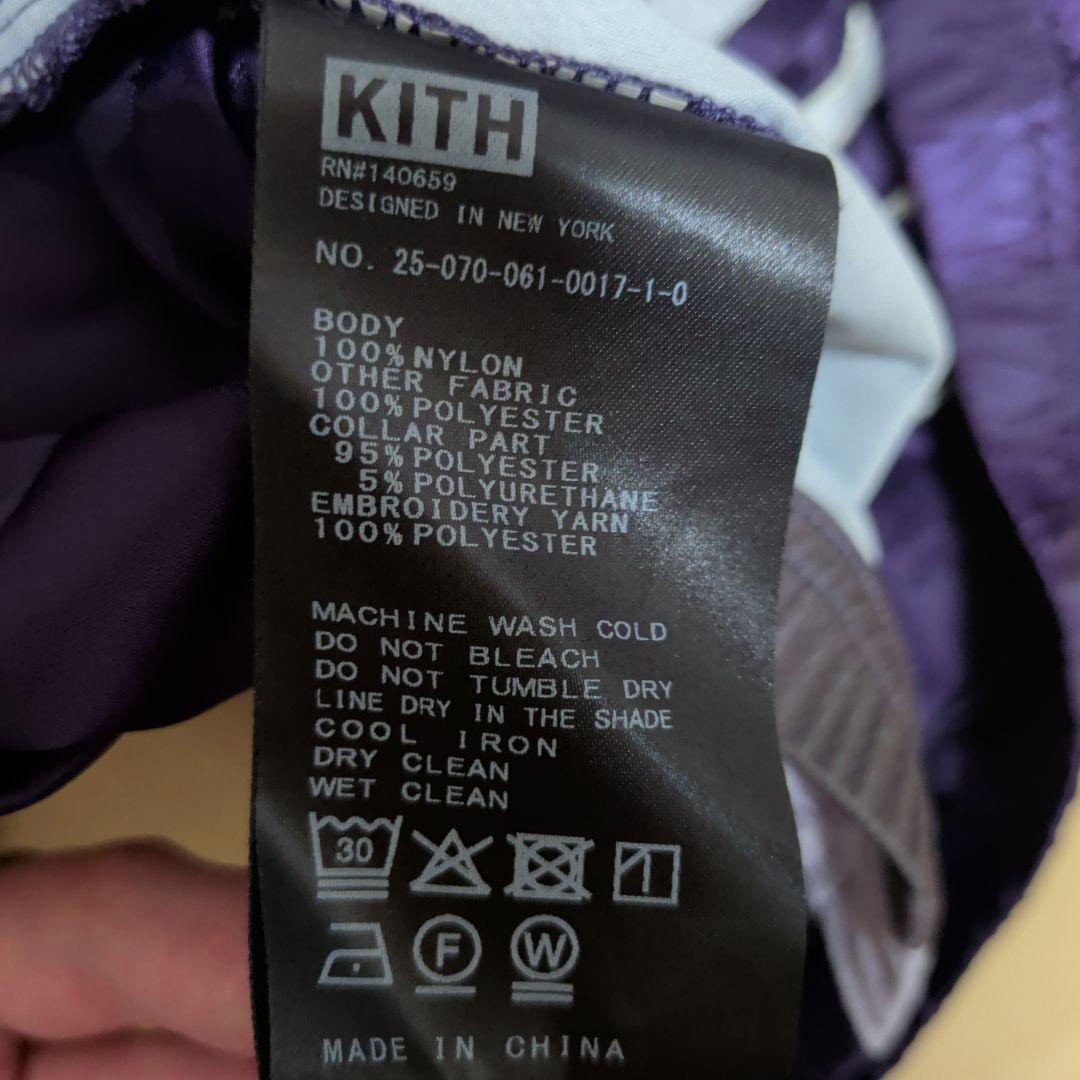 KITH
RN#140659
DESIGNED IN NEW YORK
NO. 25-070-061-0017-1-0
BODY
100%NYLON
OTHER FABRIC
100%POLYESTER
COLLAR PART
95%POLYESTER
5%POLYURETHANE
EMBROIDERY YARN
100%POLYESTER
MACHINE WASH COLD
DO NOT BLEACH
DO NOT TUMBLE DRY
LINE DRY IN THE SHADE
COOL IRON
DRY CLEAN
WET CLEAN
30
F W
MADE IN CHINA